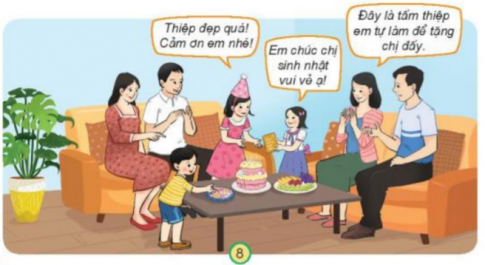 Thiệp đẹp quá!
Cảm ơn em nhé!
Em chúc chị
sinh nhật
vui vẻ ạ!
Đây là tấm thiệp
em tự làm để tặng
chị đấy.
8